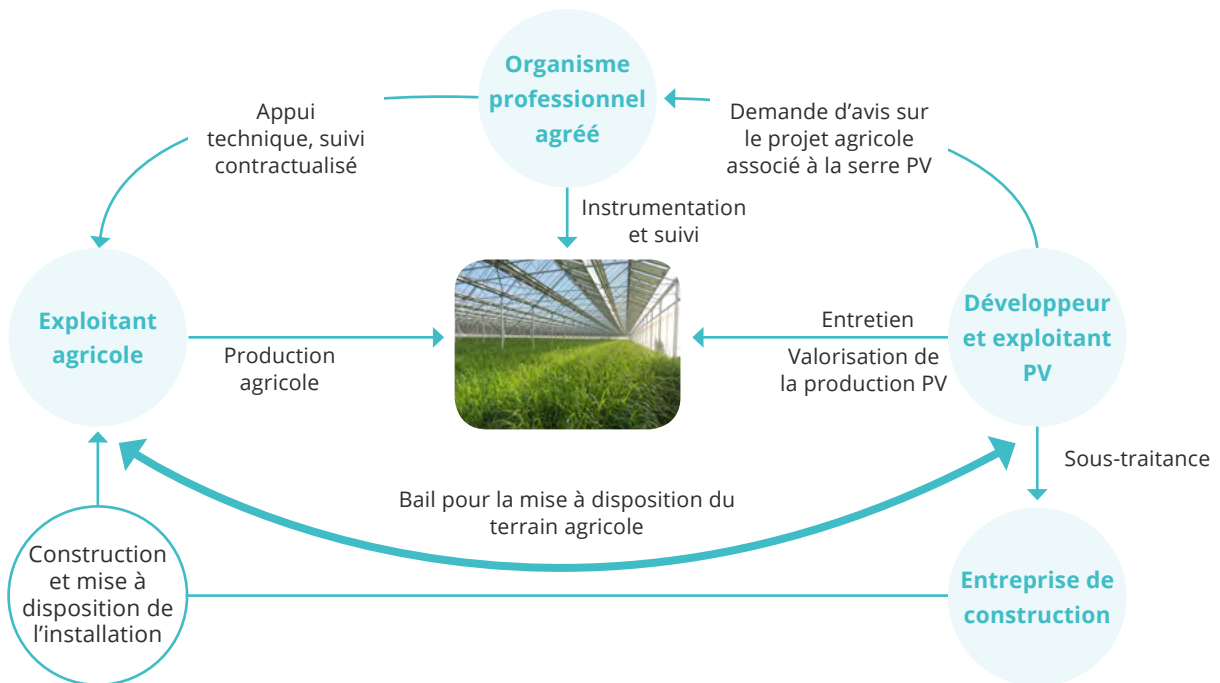 Organisme
professionnel
agréé
Appui
technique, suivi
contractualisé
Demande d’avis sur
le projet agricole
associé à la serre PV
Instrumentation
et suivi
Exploitant
agricole
Production
agricole
Entretien
Valorisation de
la production PV
Développeur
et exploitant
PV
Sous-traitance
Bail pour la mise à disposition du
terrain agricole
Construction
et mise à
disposition de
l’installation
Entreprise de
construction